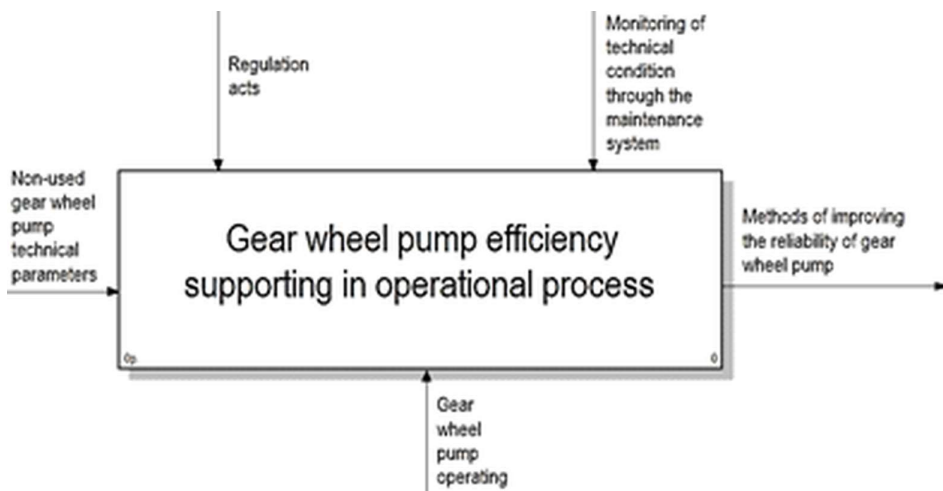 Regulation
acts
Monitoring of
technical
condition
through the
maintenance
system
Non-used
gear wheel
pump
technical
parameters
Gear wheel pump efficiency
supporting in operational process
0p
0
Methods of improving
the reliability of gear
wheel pump
Gear
wheel
pump
operating